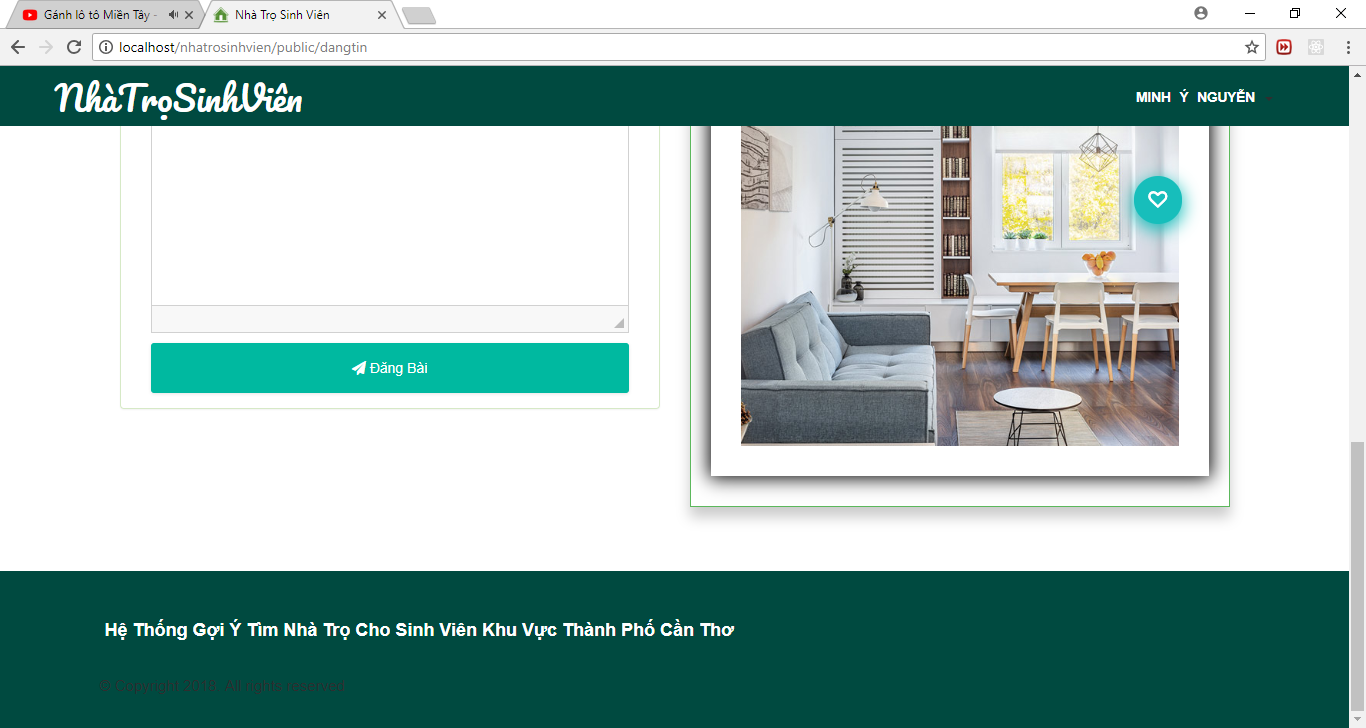 Gánh lô tô Miền Tây -
Nhà Trọ Sinh Viên
localhost/nhatrosinhvien/public/dangtin
NhàTrọSinhViên
MINH Ý NGUYỄN
Đăng Bài
Hệ Thống Gợi Ý Tìm Nhà Trọ Cho Sinh Viên Khu Vực Thành Phố Cần Thơ
© Copyright 2018. All rights reserved.